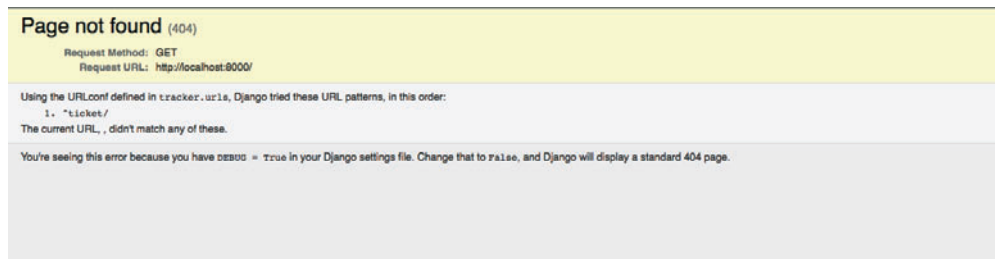 Page not found (404)
Request Method: GET
Request URL: http://localhost:8000/
Using the URLconf defined in tracker.urls, Django tried these URL patterns, in this order:
1. ^ticket/
The current URL, , didn't match any of these.
You're seeing this error because you have DEBUG = True in your Django settings file. Change that to False, and Django will display a standard 404 page.